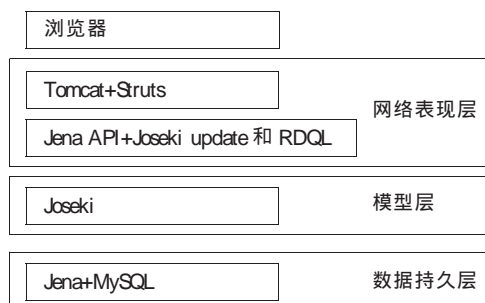 浏览器
Tomcat+Struts
网络表现层
Jena API+Joseki update 和 RDQL
Joseki
模型层
Jena+MySQL
数据持久层